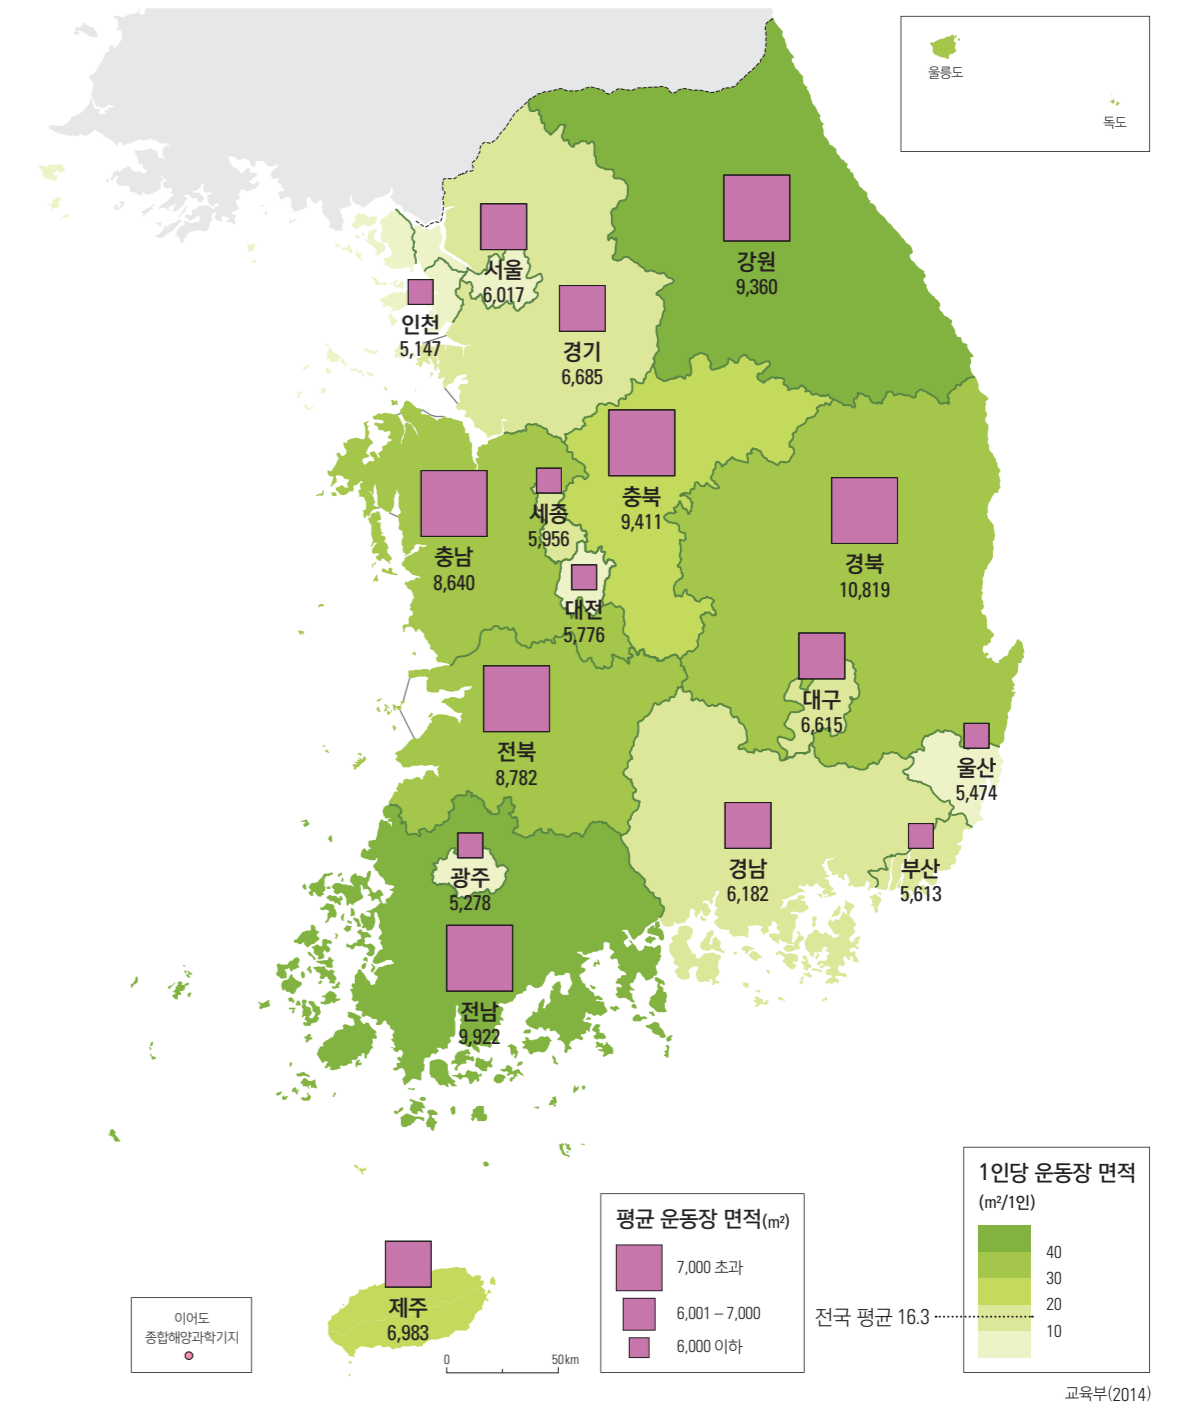 울릉도
독도
강원
9,360
서울
6,017
인천
5,147
경기
6,685
충북
9,411
세종
5,956
충남
8,640
경북
10,819
대전
5,776
대구
6,615
전북
8,782
울산
5,474
경남
6,182
부산
5,613
광주
5,278
전남
9,922
제주
6,983
이어도
종합해양과학기지
0
50km
평균 운동장 면적(m²)
7,000 초과
6,001 – 7,000
6,000 이하
전국 평균 16.3
1인당 운동장 면적
(m²/1인)
40
30
20
10
교육부(2014)